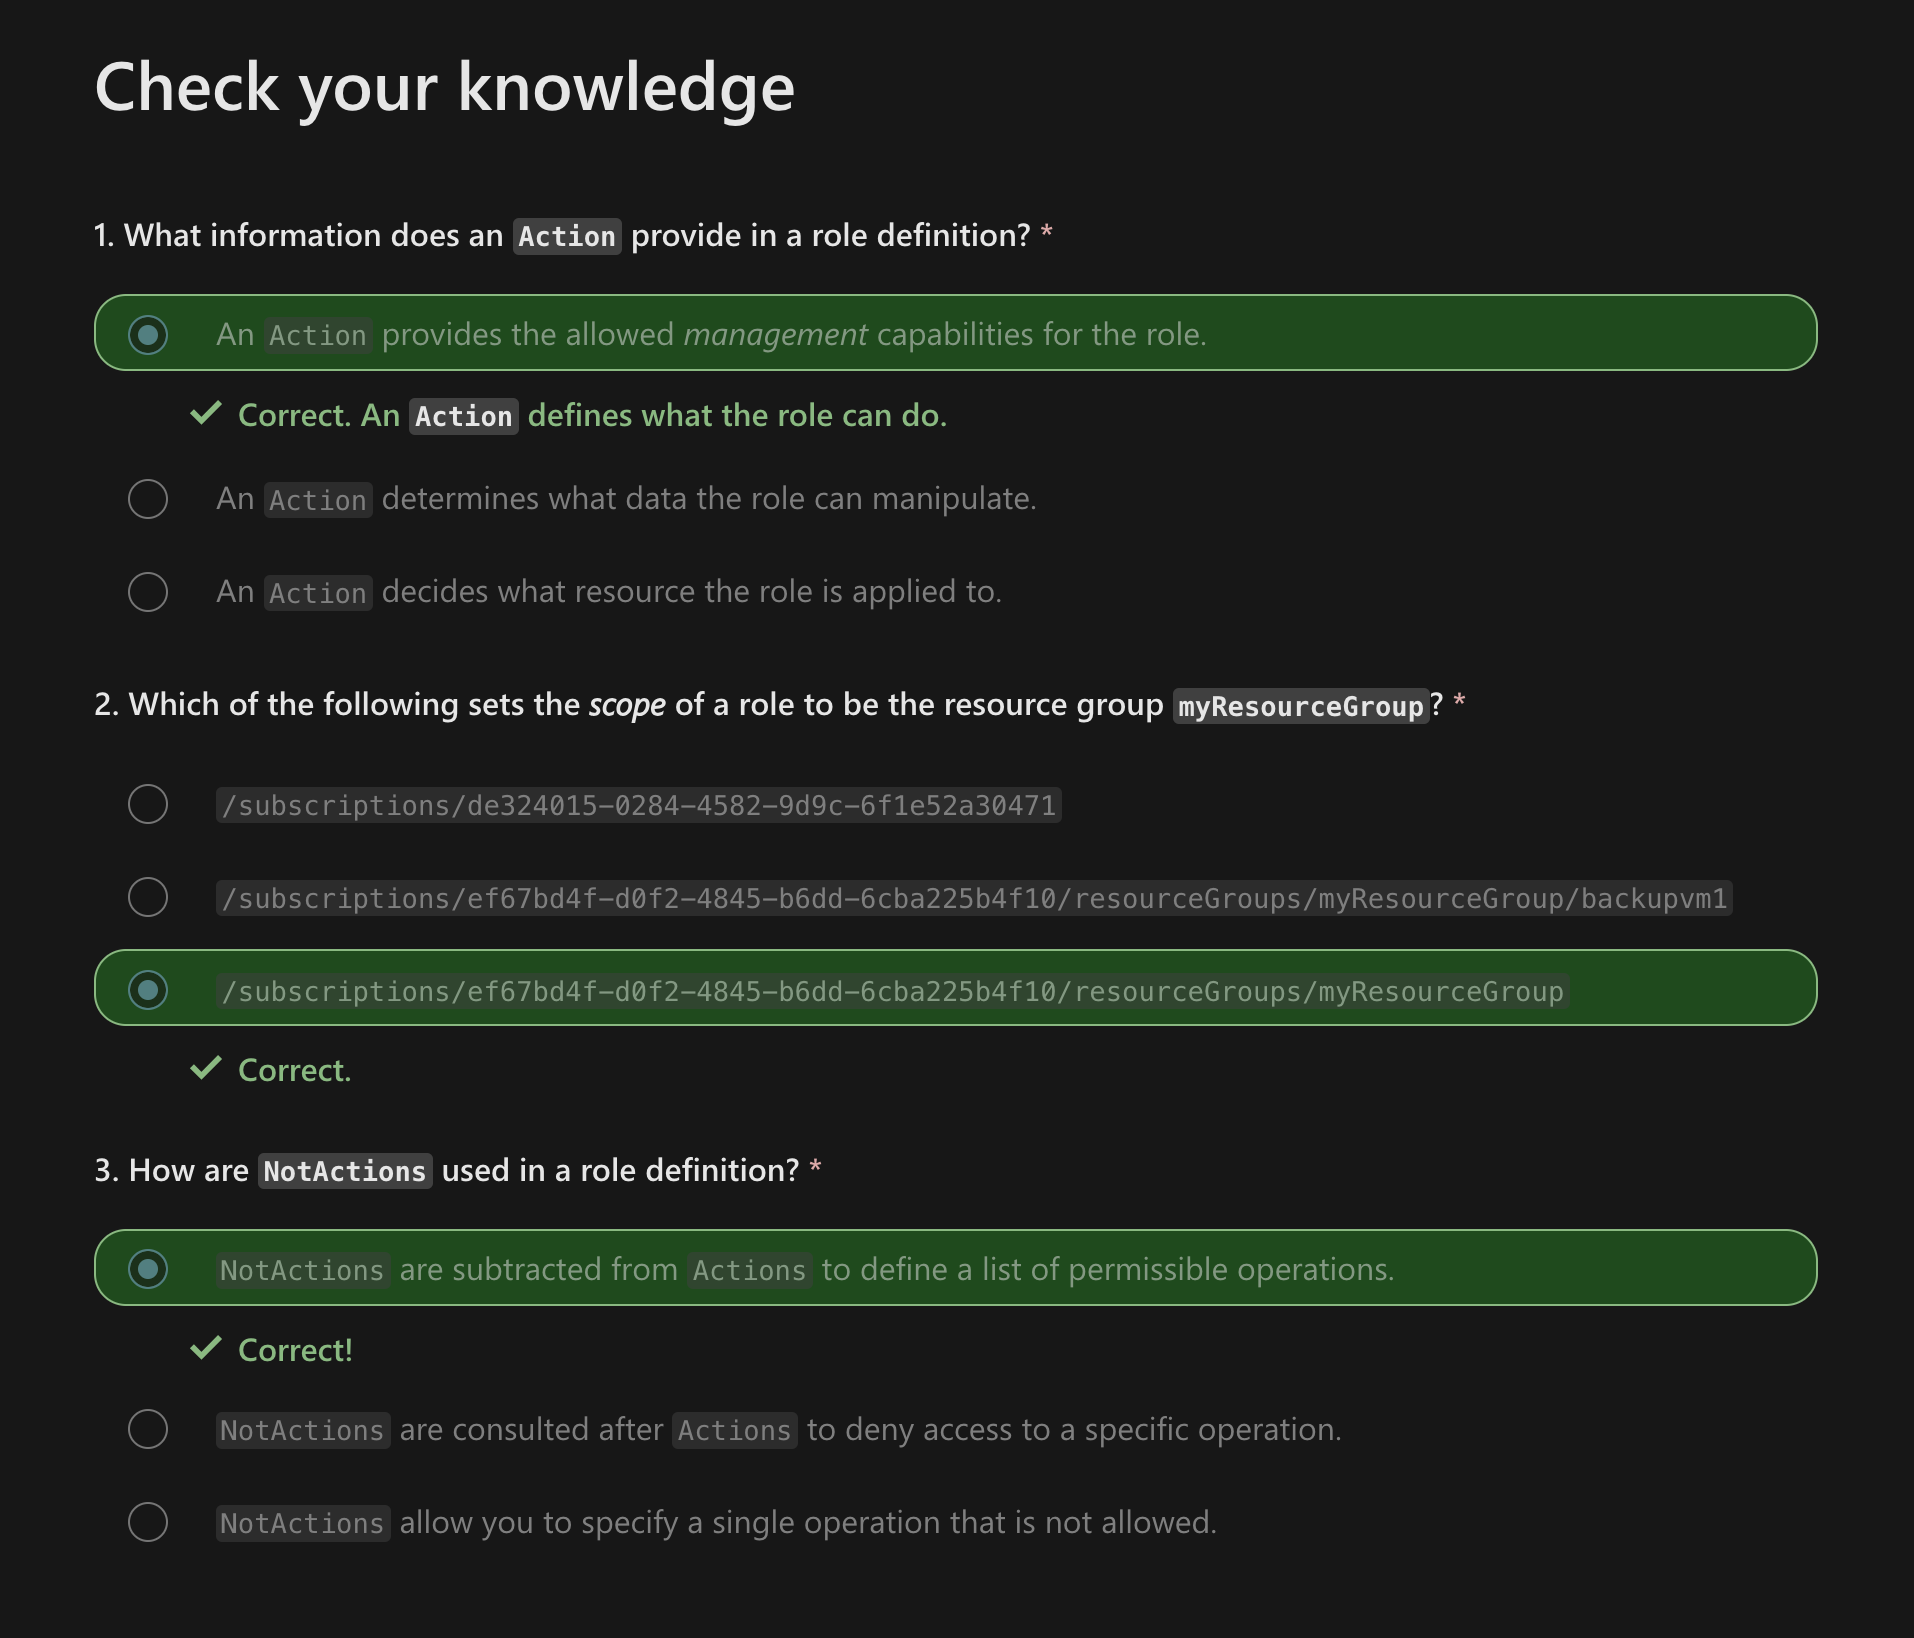 Check your knowledge
1. What information does an Action provide in a role definition? *
An Action provides the allowed management capabilities for the role.
Correct. An Action defines what the role can do.
An Action determines what data the role can manipulate.
An Action decides what resource the role is applied to.
2. Which of the following sets the scope of a role to be the resource group myResourceGroup? *
/subscriptions/de324015-0284-4582-9d9c-6f1e52a30471
/subscriptions/ef67bd4f-d0f2-4845-b6dd-6cba225b4f10/resourceGroups/myResourceGroup/backupvm1
/subscriptions/ef67bd4f-d0f2-4845-b6dd-6cba225b4f10/resourceGroups/myResourceGroup
Correct.
3. How are NotActions used in a role definition? *
NotActions are subtracted from Actions to define a list of permissible operations.
Correct!
NotActions are consulted after Actions to deny access to a specific operation.
NotActions allow you to specify a single operation that is not allowed.